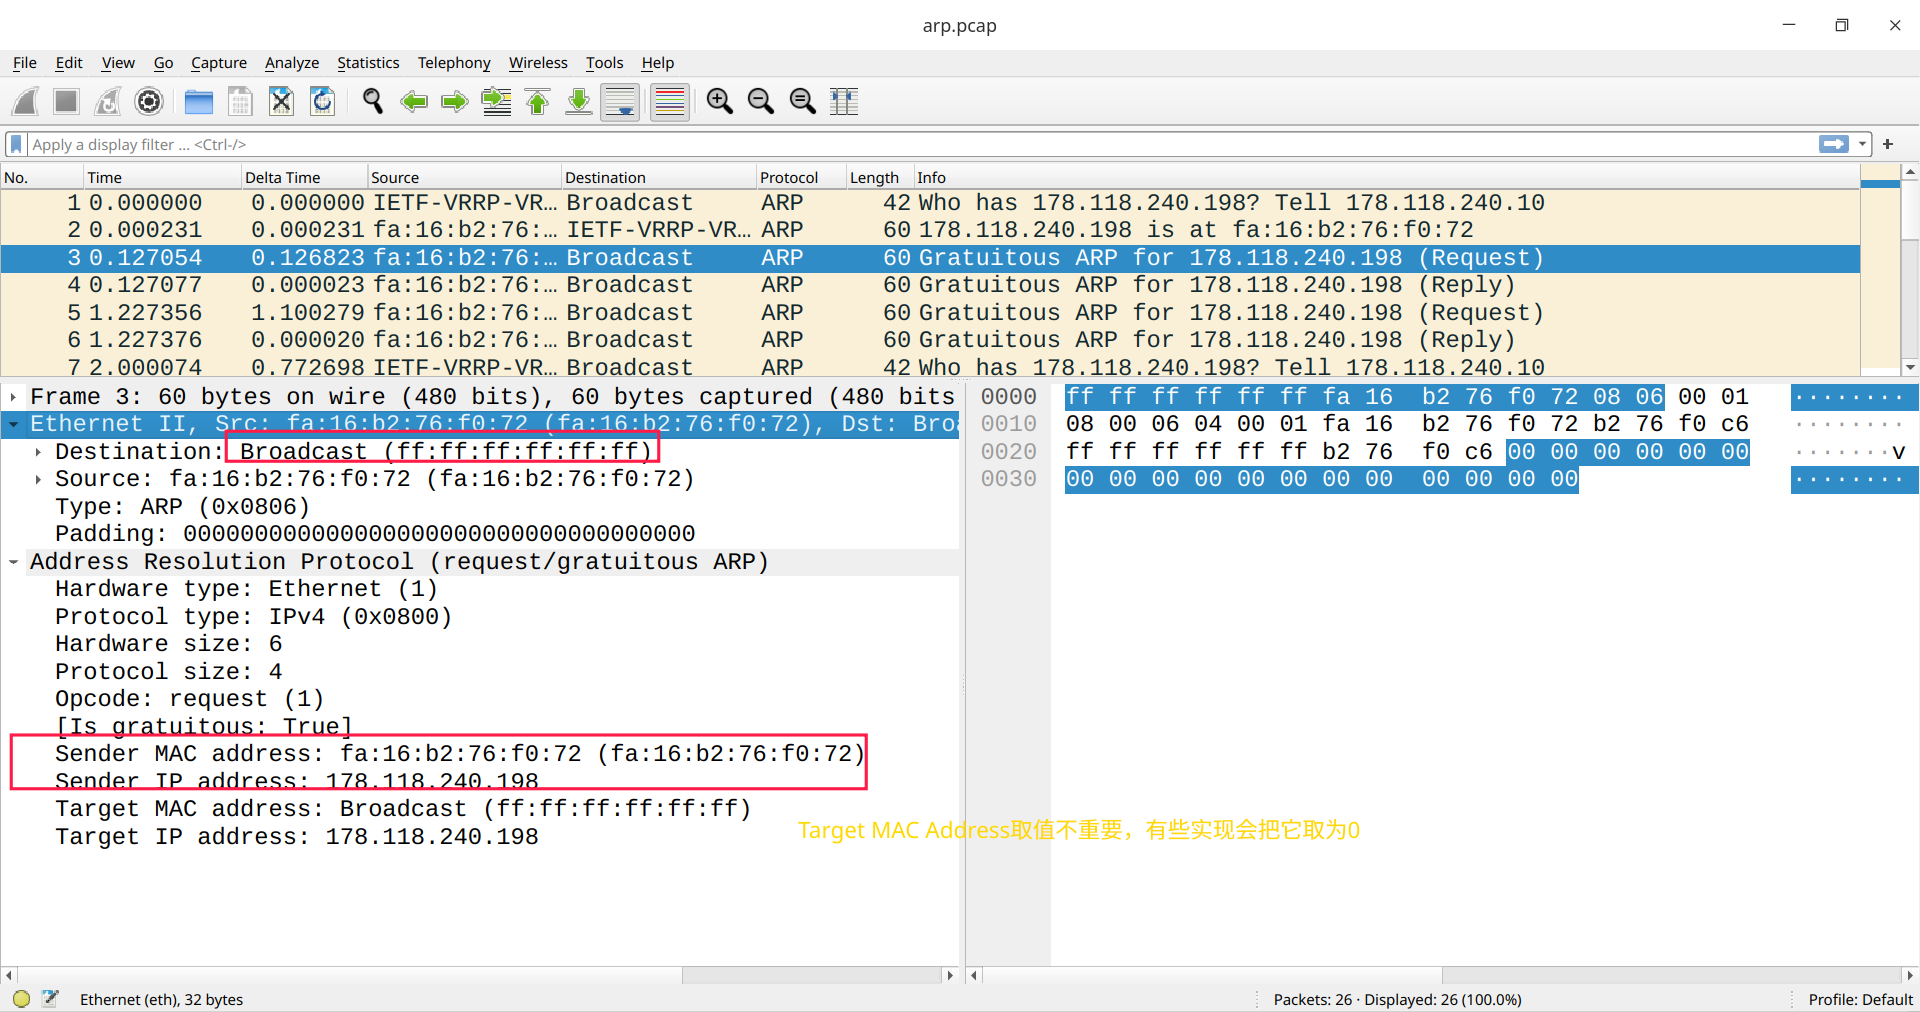 arp.pcap
File Edit View Go Capture Analyze Statistics Telephony Wireless Tools Help
Apply a display filter ... <Ctrl-/>
No. Time Delta Time Source Destination Protocol Length Info
1 0.000000 0.000000 IETF-VRRP-VR… Broadcast ARP 42 Who has 178.118.240.198? Tell 178.118.240.10
2 0.000231 0.000231 fa:16:b2:76:… IETF-VRRP-VR… ARP 60 178.118.240.198 is at fa:16:b2:76:f0:72
3 0.127054 0.126823 fa:16:b2:76:… Broadcast ARP 60 Gratuitous ARP for 178.118.240.198 (Request)
4 0.127077 0.000023 fa:16:b2:76:… Broadcast ARP 60 Gratuitous ARP for 178.118.240.198 (Reply)
5 1.227356 1.100279 fa:16:b2:76:… Broadcast ARP 60 Gratuitous ARP for 178.118.240.198 (Request)
6 1.227376 0.000020 fa:16:b2:76:… Broadcast ARP 60 Gratuitous ARP for 178.118.240.198 (Reply)
7 2.000074 0.772698 IETF-VRRP-VR… Broadcast ARP 42 Who has 178.118.240.198? Tell 178.118.240.10
Frame 3: 60 bytes on wire (480 bits), 60 bytes captured (480 bits
Ethernet II, Src: fa:16:b2:76:f0:72 (fa:16:b2:76:f0:72), Dst: Broa
Destination: Broadcast (ff:ff:ff:ff:ff:ff)
Source: fa:16:b2:76:f0:72 (fa:16:b2:76:f0:72)
Type: ARP (0x0806)
Padding: 000000000000000000000000000000000000
Address Resolution Protocol (request/gratuitous ARP)
Hardware type: Ethernet (1)
Protocol type: IPv4 (0x0800)
Hardware size: 6
Protocol size: 4
Opcode: request (1)
[Is gratuitous: True]
Sender MAC address: fa:16:b2:76:f0:72 (fa:16:b2:76:f0:72)
Sender IP address: 178.118.240.198
Target MAC address: Broadcast (ff:ff:ff:ff:ff:ff)
Target IP address: 178.118.240.198
0000 ff ff ff ff ff ff fa 16 b2 76 f0 72 08 06 00 01 ········
0010 08 00 06 04 00 01 fa 16 b2 76 f0 72 b2 76 f0 c6 ········
0020 ff ff ff ff ff ff b2 76 f0 c6 00 00 00 00 00 00 ·······v
0030 00 00 00 00 00 00 00 00 00 00 00 00 ········
Target MAC Address取值不重要，有些实现会把它取为0
Ethernet (eth), 32 bytes Packets: 26 · Displayed: 26 (100.0%) Profile: Default